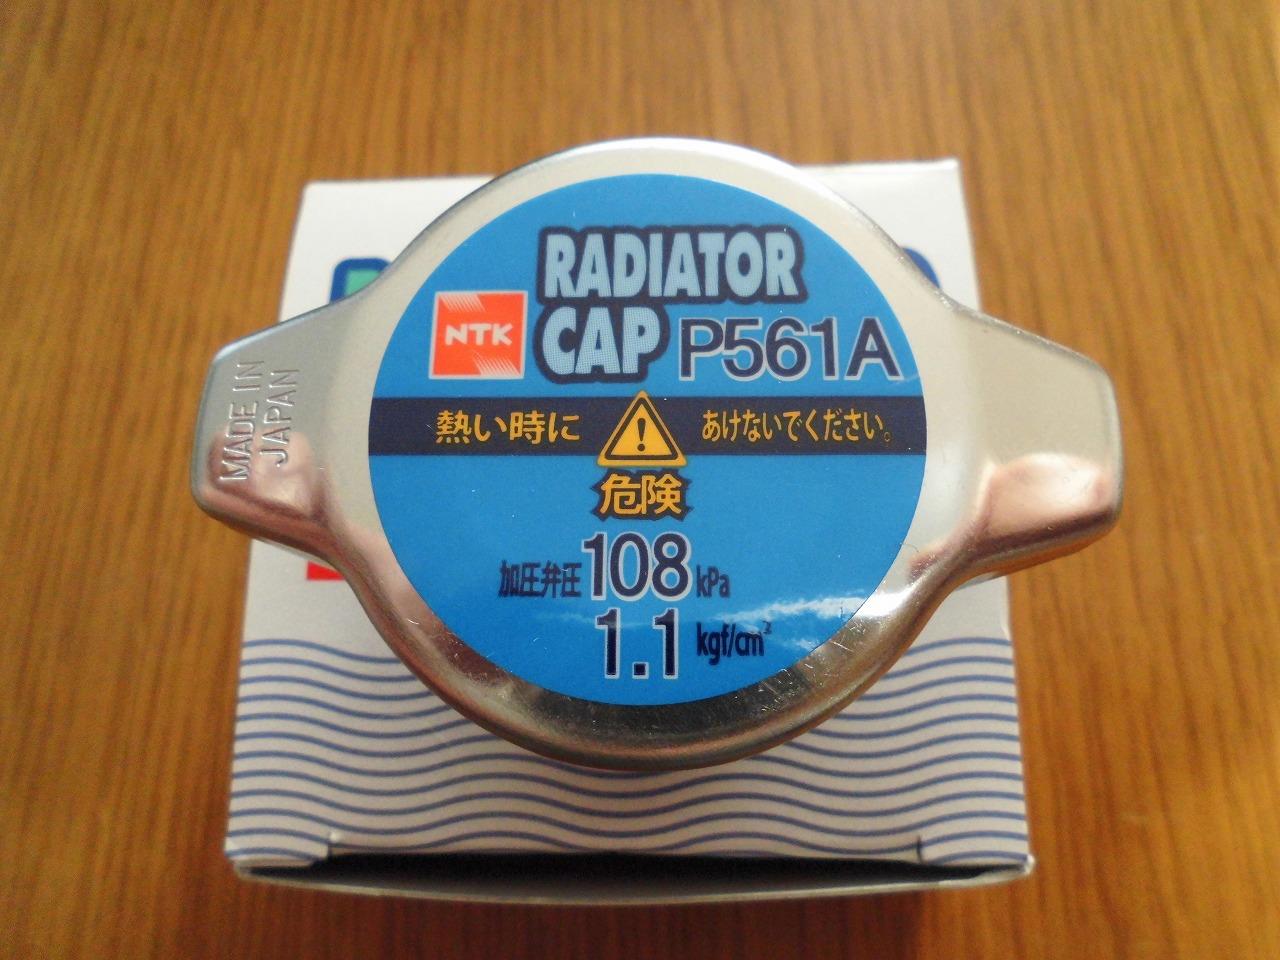 RADIATOR
CAP P561A
NTK
熱い時に あけないでください。
危険
加圧弁圧 108 kPa
1.1 kgf/cm²
MADE IN
JAPAN